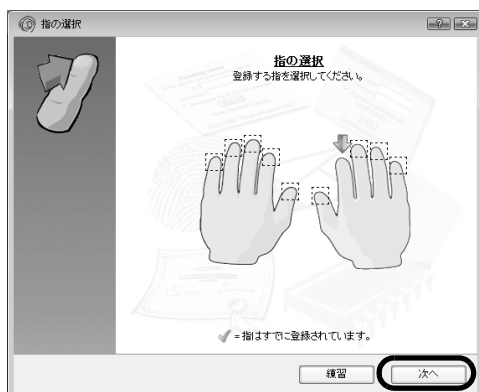 指の選択
指の選択
登録する指を選択してください。
=指はすでに登録されています。
練習
次へ